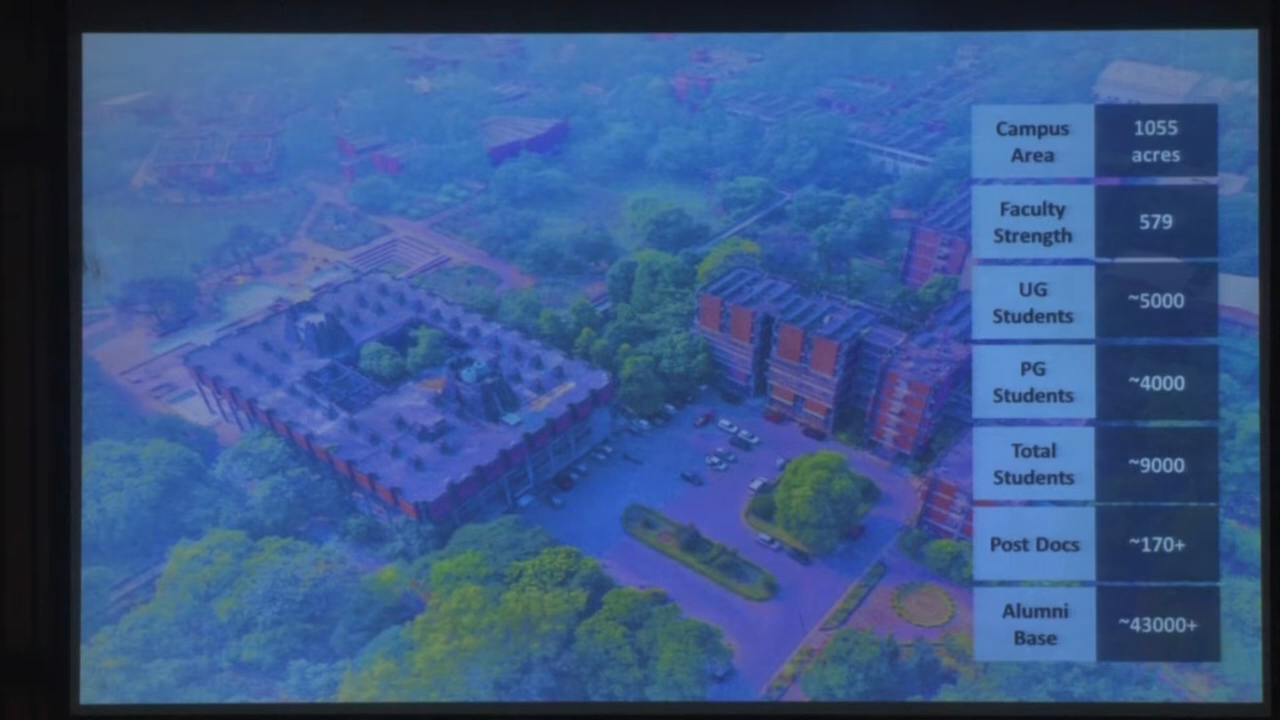 Campus
Area
1055
acres
Faculty
Strength
579
UG
Students
~5000
PG
Students
~4000
Total
Students
~9000
Post Docs
~170+
Alumni
Base
~43000+